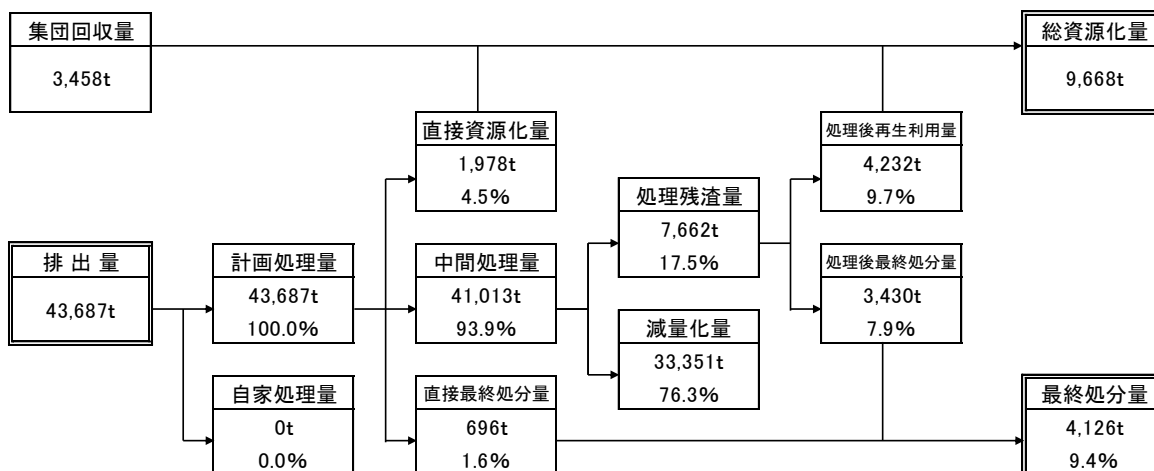 集団回収量
3,458t
総資源化量
9,668t
直接資源化量
1,978t
4.5%
処理後再生利用量
4,232t
9.7%
処理残渣量
7,662t
17.5%
排 出 量
43,687t
計画処理量
43,687t
100.0%
中間処理量
41,013t
93.9%
処理後最終処分量
3,430t
7.9%
減量化量
33,351t
76.3%
自家処理量
0t
0.0%
直接最終処分量
696t
1.6%
最終処分量
4,126t
9.4%